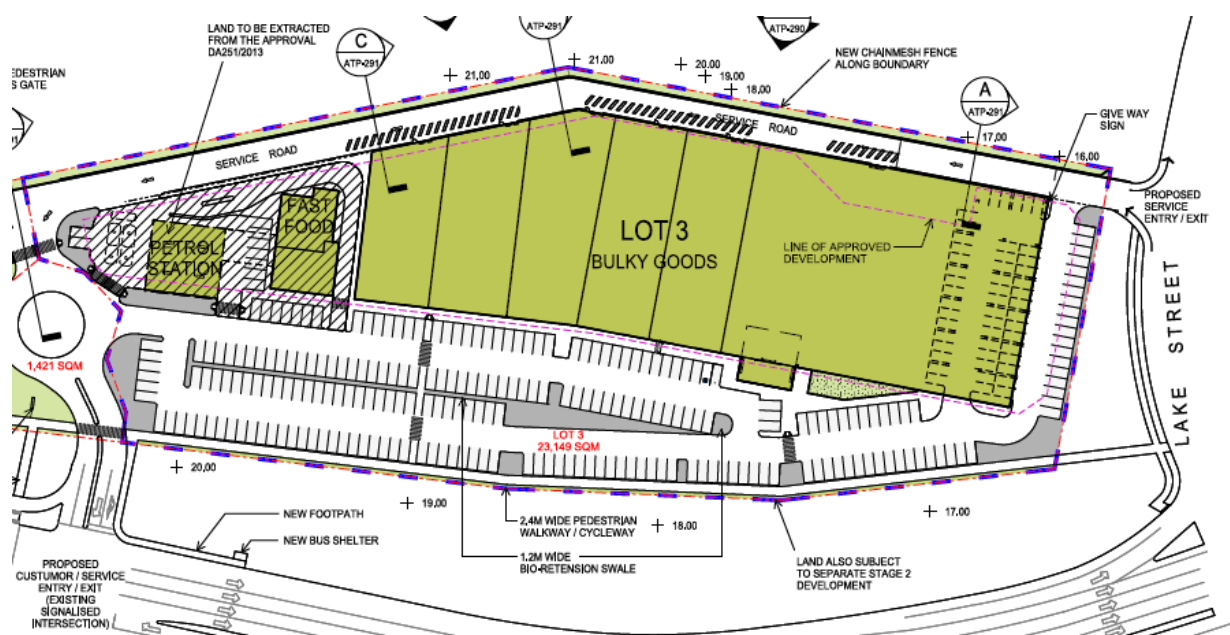 LAND TO BE EXTRACTED
FROM THE APPROVAL
DA251/2013
C
ATP-291
ATP-291
ATP-290
21,00
21,00
20,00
19,00
18,00
NEW CHAINMESH FENCE
ALONG BOUNDARY
A
ATP-291
17,00
16,00
GIVE WAY
SIGN
EDESTRIAN
S GATE
SERVICE ROAD
SERVICE ROAD
PROPOSED
SERVICE
ENTRY / EXIT
FAST
FOOD
PETROL
STATION
LOT 3
BULKY GOODS
LINE OF APPROVED
DEVELOPMENT
LAKE STREET
1,421 SQM
LOT 3
23,149 SQM
20,00
19,00
18.00
17.00
NEW FOOTPATH
NEW BUS SHELTER
2,4M WIDE PEDESTRIAN
WALKWAY / CYCLEWAY
1.2M WIDE
BIO-RETENTION SWALE
LAND ALSO SUBJECT
TO SEPARATE STAGE 2
DEVELOPMENT
PROPOSED
CUSTUMOR / SERVICE
ENTRY / EXIT
(EXISTING
SIGNALISED
INTERSECTION)